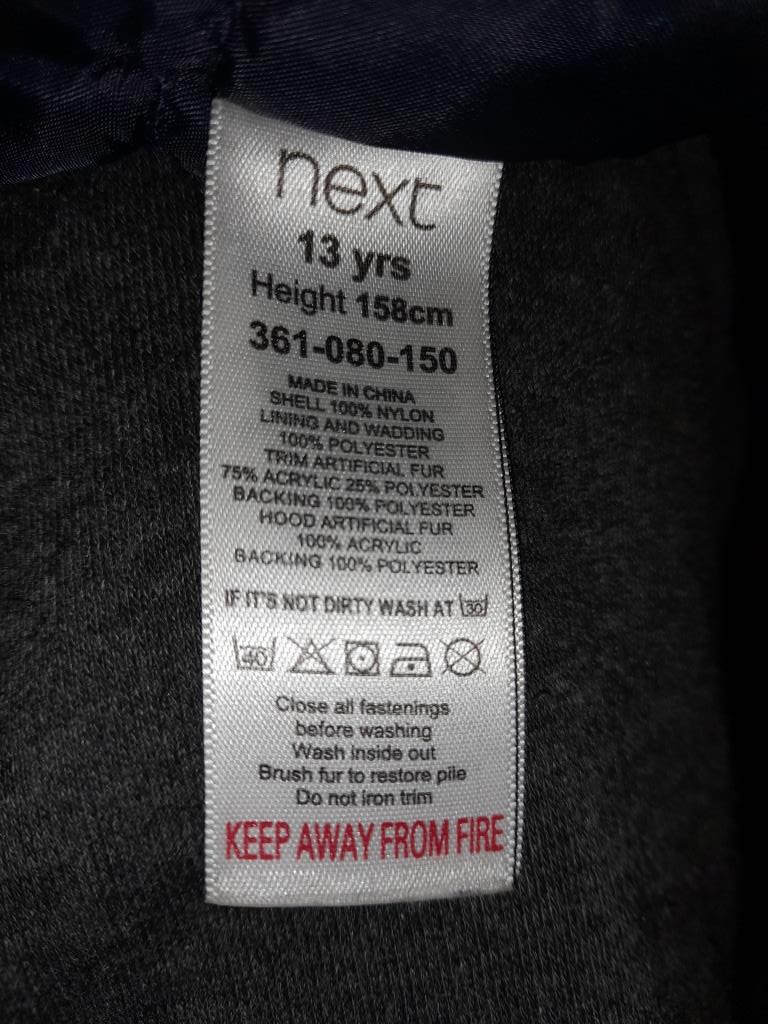 next
13 yrs
Height 158cm
361-080-150
MADE IN CHINA
SHELL 100% NYLON
LINING AND WADDING
100% POLYESTER
TRIM ARTIFICIAL FUR
75% ACRYLIC 25% POLYESTER
BACKING 100% POLYESTER
HOOD ARTIFICIAL FUR
100% ACRYLIC
BACKING 100% POLYESTER
IF IT'S NOT DIRTY WASH AT 30
40
Close all fastenings
before washing
Wash inside out
Brush fur to restore pile
Do not iron trim
KEEP AWAY FROM FIRE